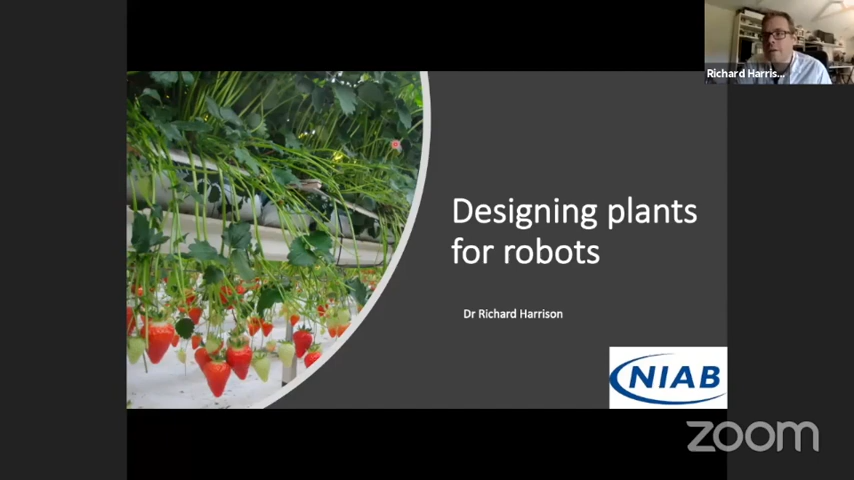 Richard Harris...
Designing plants
for robots
Dr Richard Harrison
NIAB
zoom